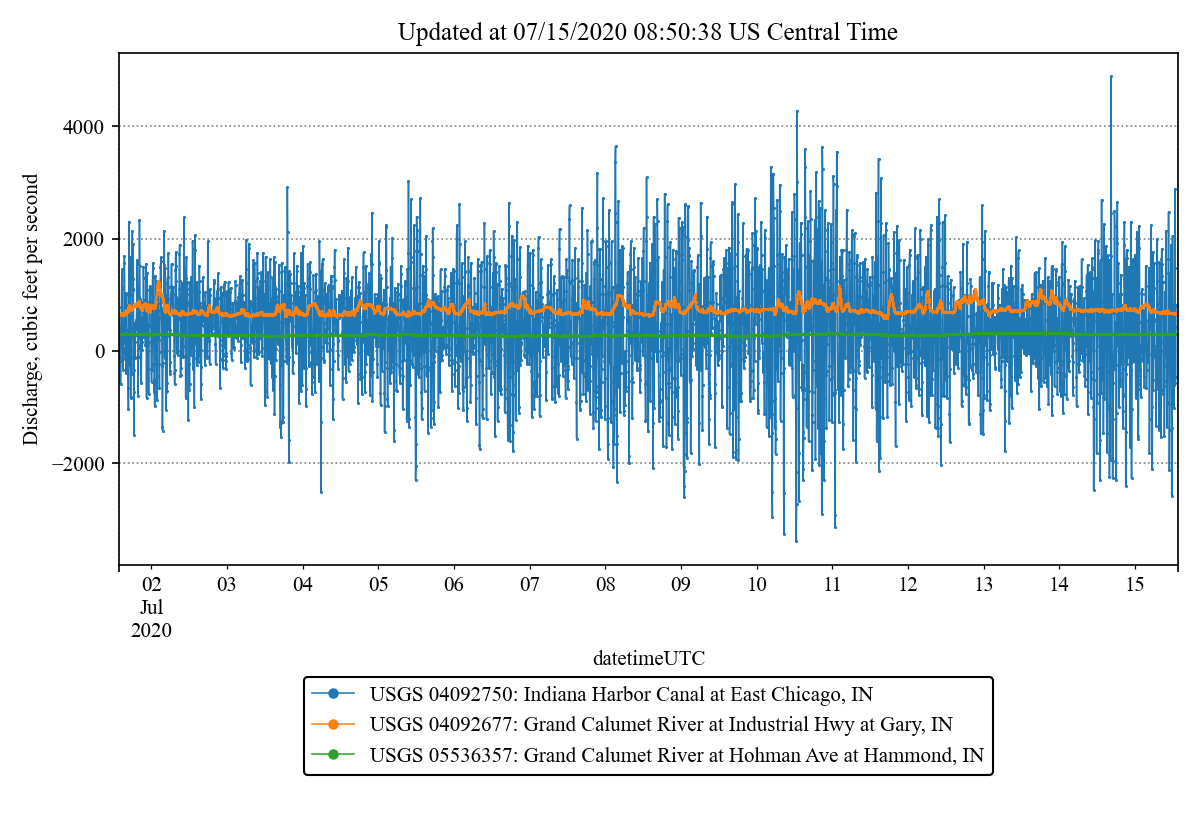 Updated at 07/15/2020 08:50:38 US Central Time
Discharge, cubic feet per second
4000
2000
0
−2000
02 03 04 05 06 07 08 09 10 11 12 13 14 15
Jul
2020
datetimeUTC
USGS 04092750: Indiana Harbor Canal at East Chicago, IN
USGS 04092677: Grand Calumet River at Industrial Hwy at Gary, IN
USGS 05536357: Grand Calumet River at Hohman Ave at Hammond, IN